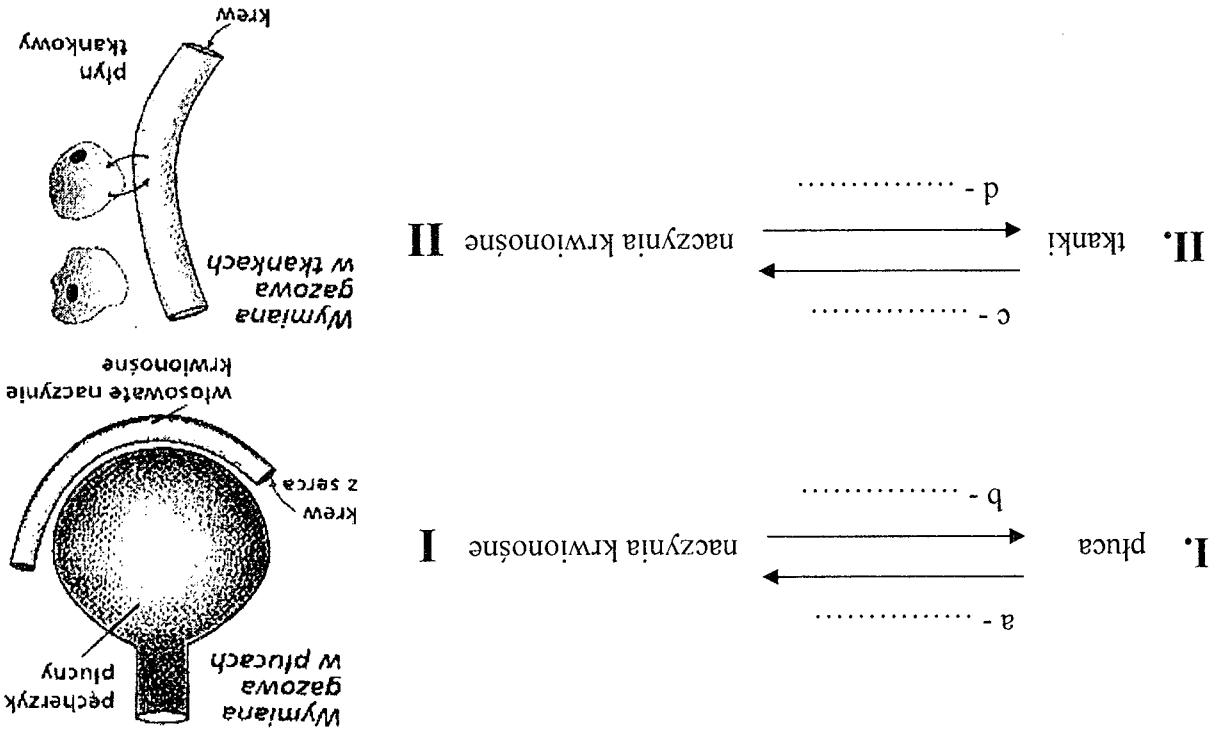 a - ...............
I. płuca naczynia krwionośne I
b - ...............
c - ...............
II. tkanki naczynia krwionośne II
d - ...............
Wymiana
gazowa
w płucach
pęcherzyk
płucny
krew
z serca
włosowate naczynie
krwionośne
Wymiana
gazowa
w tkankach
płyn
tkankowy
krew